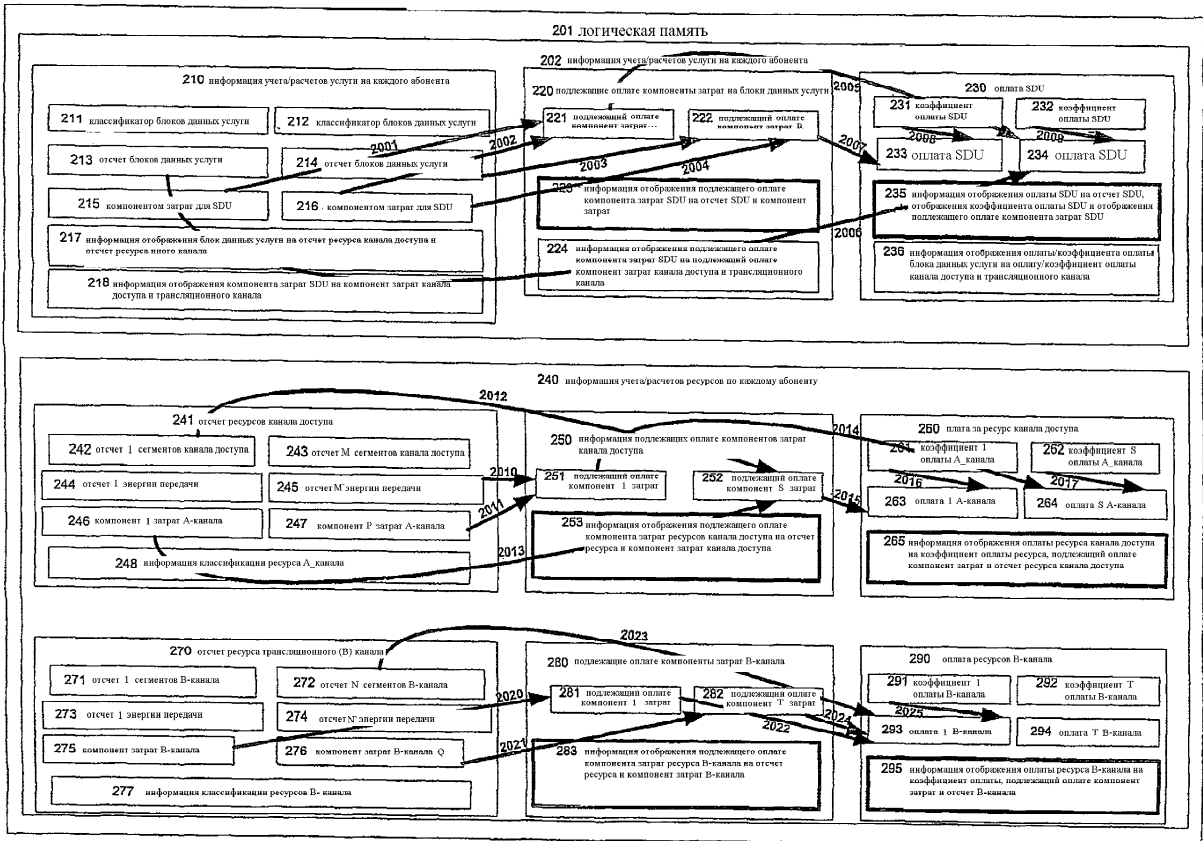 201 логическая память
202 информация учета/расчетов услуги на каждого абонента
210 информация учета/расчетов услуги на каждого абонента
211 классификатор блоков данных услуги
212 классификатор блоков данных услуги
213 отсчет блоков данных услуги
214 отсчет блоков данных услуги
215 компонентом затрат для SDU
216 компонентом затрат для SDU
217 информация отображения блок данных услуги на отсчет ресурса канала доступа и
отсчет ресурса нного канала
218 информация отображения компонента затрат SDU на компонент затрат канала
доступа и трансляционного канала
2001
2002
2003
2004
220 подлежащие оплате компоненты затрат на блоки данных услуги
221 подлежащий оплате
компонент затрат
222 подлежащий оплате
компонент затрат R
223 информация отображения подлежащего оплате
компонента затрат SDU на отсчет SDU и компонент
затрат
224 информация отображения подлежащего оплате
компонента затрат SDU на подлежащий оплате
компонент затрат канала доступа и трансляционного
канала
2005
2006
2007
230 оплата SDU
231 коэффициент
оплаты SDU
232 коэффициент
оплаты SDU
2008
2009
233 оплата SDU
234 оплата SDU
235 информация отображения оплаты SDU на отсчет SDU,
отображения коэффициента оплаты SDU и отображения
подлежащего оплате компонента затрат SDU
236 информация отображения оплаты/коэффициента оплаты
блока данных услуги на оплату/коэффициент оплаты
канала доступа и трансляционного канала
240 информация учета/расчетов ресурсов по каждому абоненту
2012
241 отсчет ресурсов канала доступа
242 отсчет 1 сегментов канала доступа
243 отсчет M сегментов канала доступа
244 отсчет 1 энергии передачи
245 отсчет M' энергии передачи
246 компонент 1 затрат A-канала
247 компонент P затрат A-канала
248 информация классификации ресурса A_канала
2010
2011
2013
250 информация подлежащих оплате компонентов затрат
канала доступа
251 подлежащий оплате
компонент 1 затрат
252 подлежащий оплате
компонент S затрат
253 информация отображения подлежащего оплате
компонента затрат ресурсов канала доступа на отсчет
ресурса и компонент затрат канала доступа
2014
2015
260 плата за ресурс канала доступа
261 коэффициент 1
оплаты A_канала
262 коэффициент S
оплаты A_канала
2016
2017
263 оплата 1 A-канала
264 оплата S A-канала
265 информация отображения оплаты ресурса канала доступа
на коэффициент оплаты ресурса, подлежащий оплате
компонент затрат и отсчет ресурса канала доступа
2023
270 отсчет ресурса трансляционного (B) канала
271 отсчет 1 сегментов B-канала
272 отсчет N сегментов B-канала
273 отсчет 1 энергии передачи
274 отсчет N' энергии передачи
275 компонент затрат B-канала
276 компонент затрат B-канала Q
277 информация классификации ресурсов B- канала
2020
2021
280 подлежащие оплате компоненты затрат B-канала
281 подлежащий оплате
компонент 1 затрат
282 подлежащий оплате
компонент T затрат
283 информация отображения подлежащего оплате
компонента затрат ресурса B-канала на отсчет
ресурса и компонент затрат B-канала
2022
2024
290 оплата ресурсов B-канала
291 коэффициент 1
оплаты B-канала
292 коэффициент T
оплаты B-канала
2025
293 оплата 1 B-канала
294 оплата T B-канала
295 информация отображения оплаты ресурса B-канала на
коэффициент оплаты, подлежащий оплате компонент
затрат и отсчет B-канала